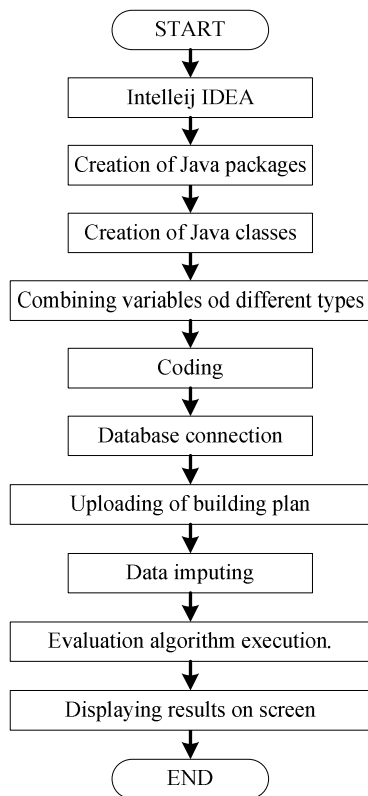 START
Intelleij IDEA
Creation of Java packages
Creation of Java classes
Combining variables od different types
Coding
Database connection
Uploading of building plan
Data imputing
Evaluation algorithm execution.
Displaying results on screen
END